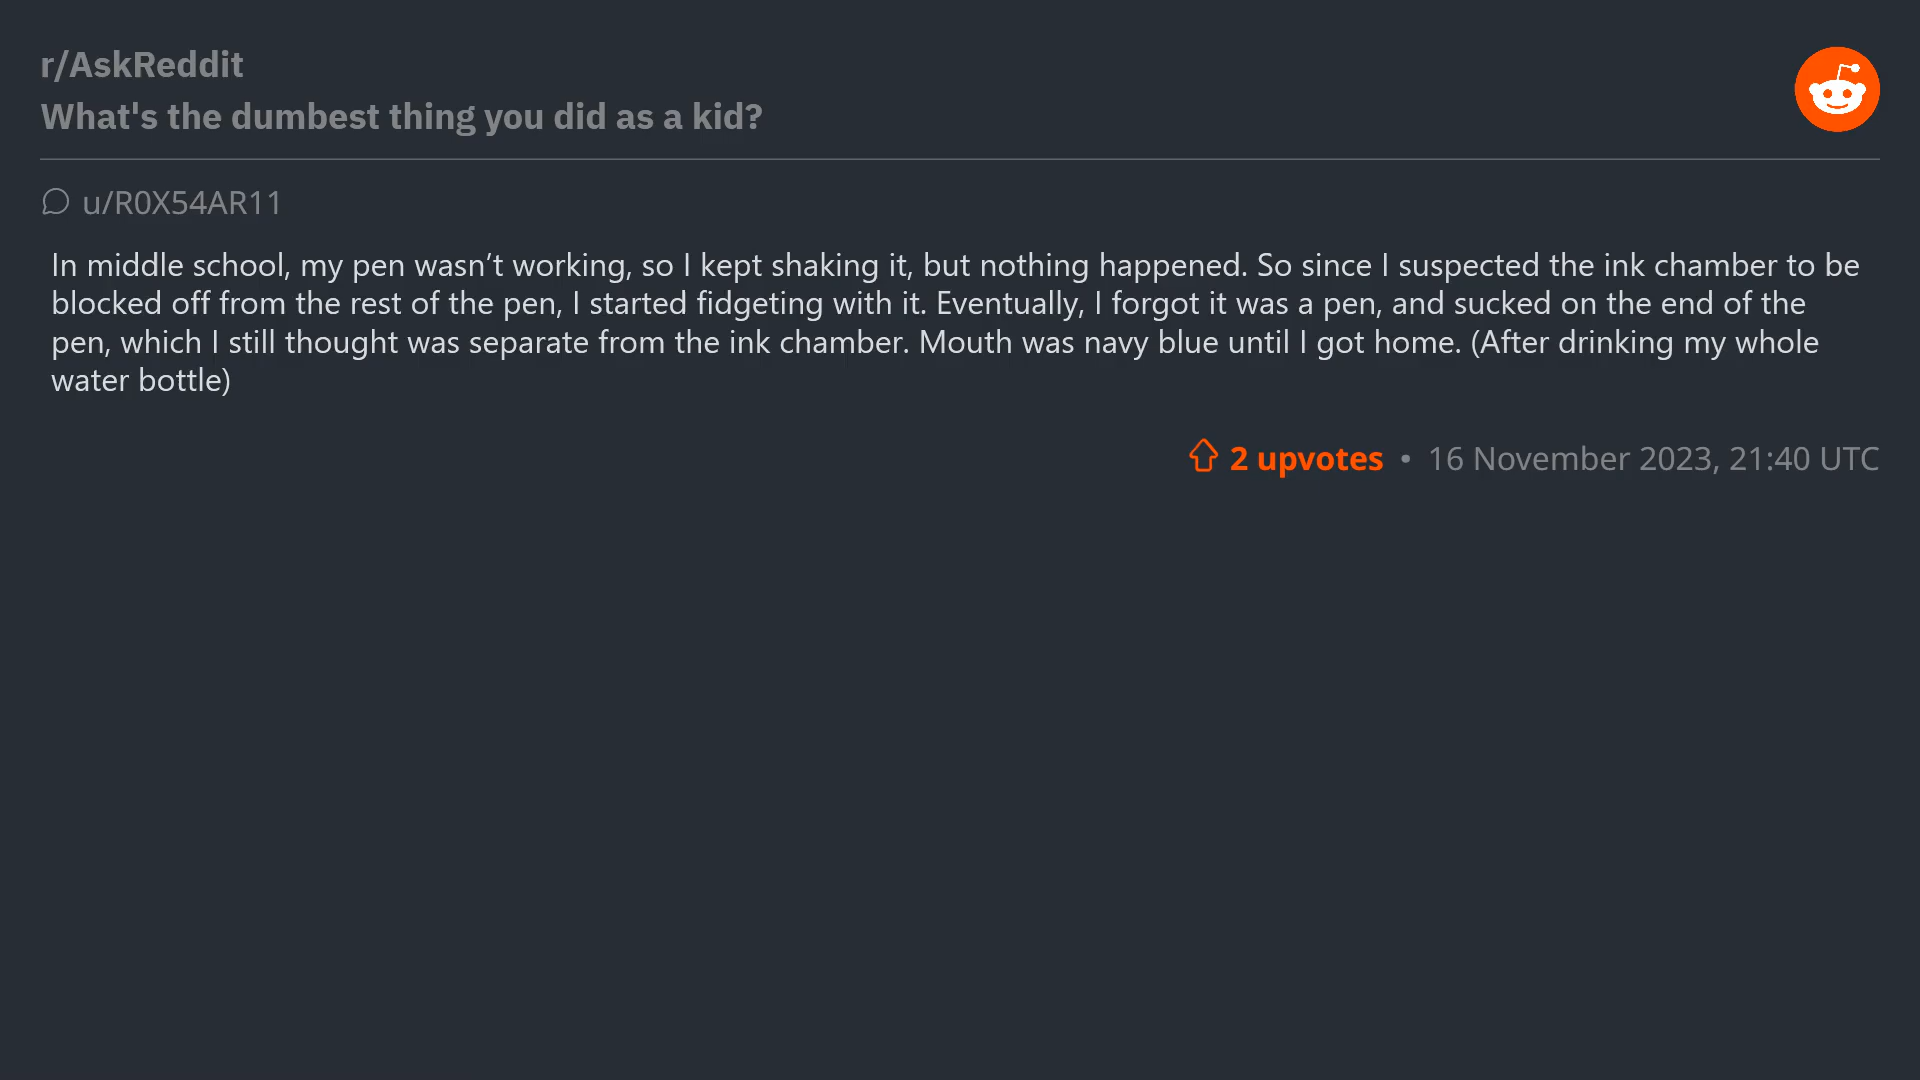 r/AskReddit
What's the dumbest thing you did as a kid?
u/R0X54AR11
In middle school, my pen wasn’t working, so I kept shaking it, but nothing happened. So since I suspected the ink chamber to be
blocked off from the rest of the pen, I started fidgeting with it. Eventually, I forgot it was a pen, and sucked on the end of the
pen, which I still thought was separate from the ink chamber. Mouth was navy blue until I got home. (After drinking my whole
water bottle)
2 upvotes • 16 November 2023, 21:40 UTC